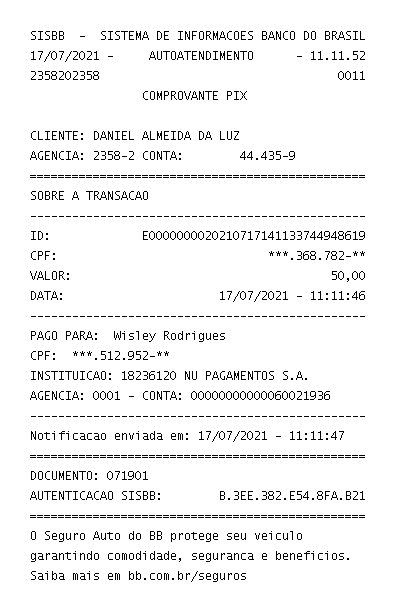 SISBB - SISTEMA DE INFORMACOES BANCO DO BRASIL
17/07/2021 - AUTOATENDIMENTO - 11.11.52
2358202358 0011
COMPROVANTE PIX
CLIENTE: DANIEL ALMEIDA DA LUZ
AGENCIA: 2358-2 CONTA: 44.435-9
================================================
SOBRE A TRANSACAO
------------------------------------------------
ID: E00000000202107171411337449486​19
CPF: ***.368.782-**
VALOR: 50,00
DATA: 17/07/2021 - 11:11:46
------------------------------------------------
PAGO PARA: Wisley Rodrigues
CPF: ***.512.952-**
INSTITUICAO: 18236120 NU PAGAMENTOS S.A.
AGENCIA: 0001 - CONTA: 00000000000060021936
------------------------------------------------
Notificacao enviada em: 17/07/2021 - 11:11:47
================================================
DOCUMENTO: 071901
AUTENTICACAO SISBB: B.3EE.382.E54.8FA.B21
================================================
O Seguro Auto do BB protege seu veiculo
garantindo comodidade, seguranca e beneficios.
Saiba mais em bb.com.br/seguros